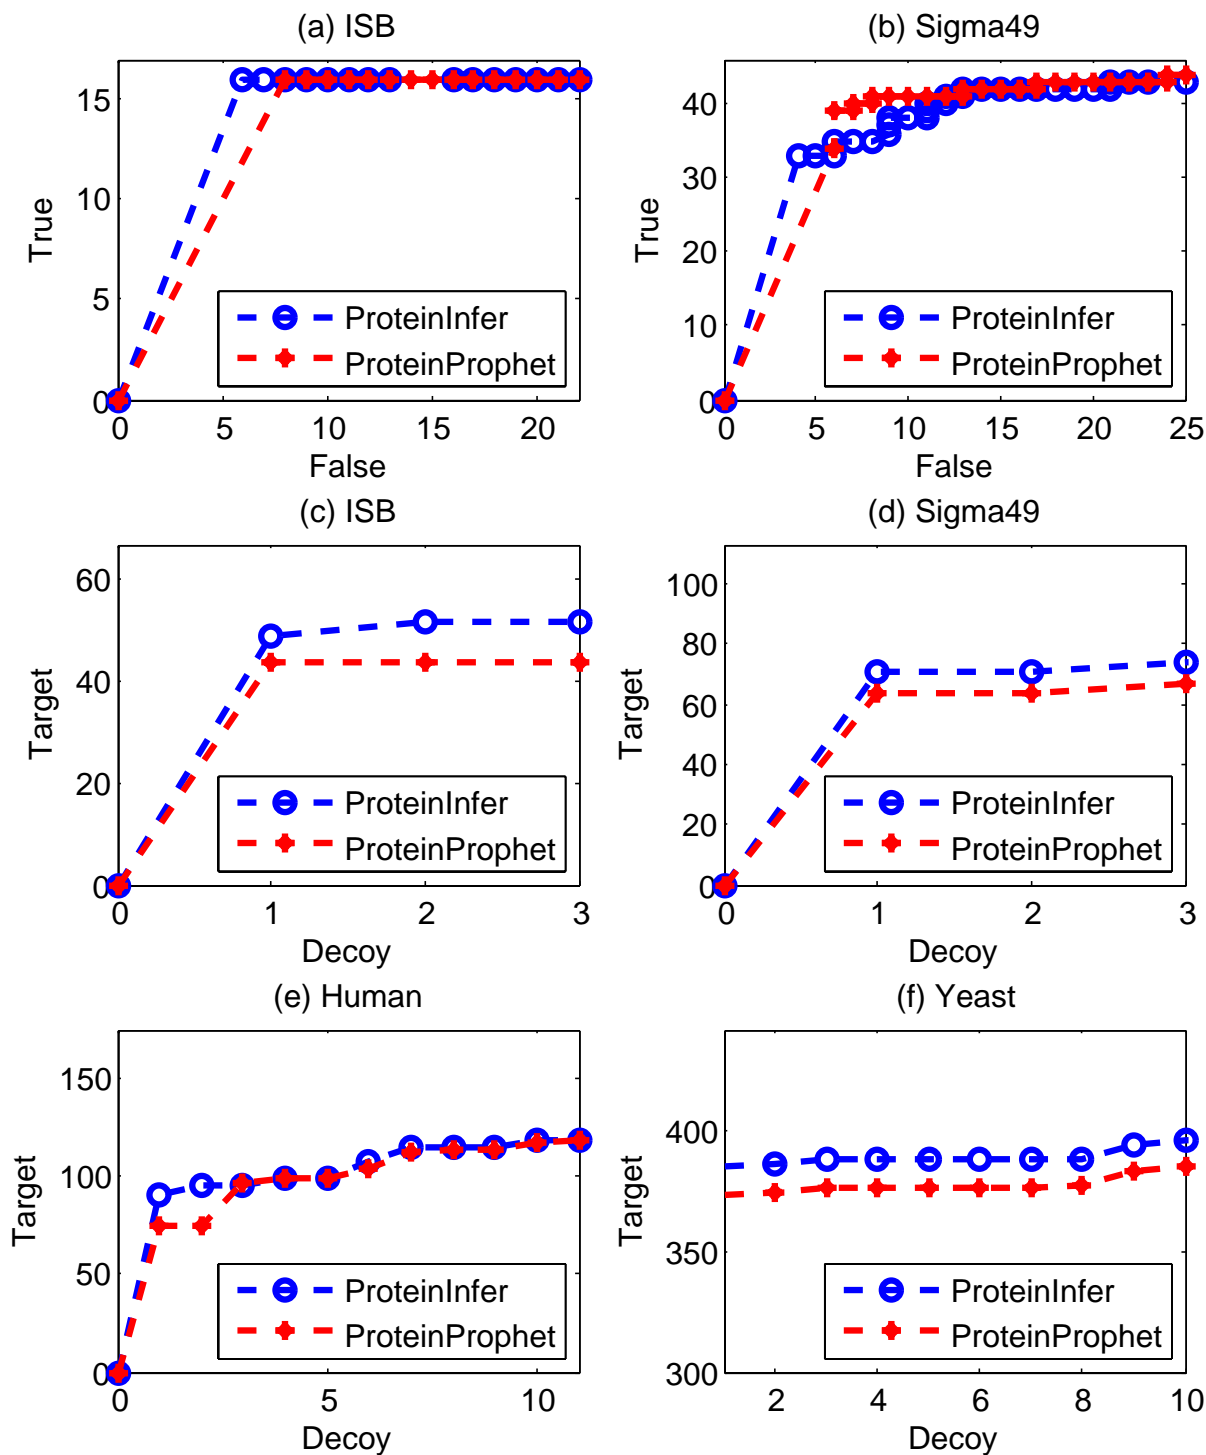 (a) ISB
True
15
10
5
0
0 5 10 15 20
False
ProteinInfer
ProteinProphet
(b) Sigma49
True
40
30
20
10
0
0 5 10 15 20 25
False
ProteinInfer
ProteinProphet
(c) ISB
Target
60
40
20
0
0 1 2 3
Decoy
ProteinInfer
ProteinProphet
(d) Sigma49
Target
100
80
60
40
20
0
0 1 2 3
Decoy
ProteinInfer
ProteinProphet
(e) Human
Target
150
100
50
0
0 5 10
Decoy
ProteinInfer
ProteinProphet
(f) Yeast
Target
400
350
300
2 4 6 8 10
Decoy
ProteinInfer
ProteinProphet